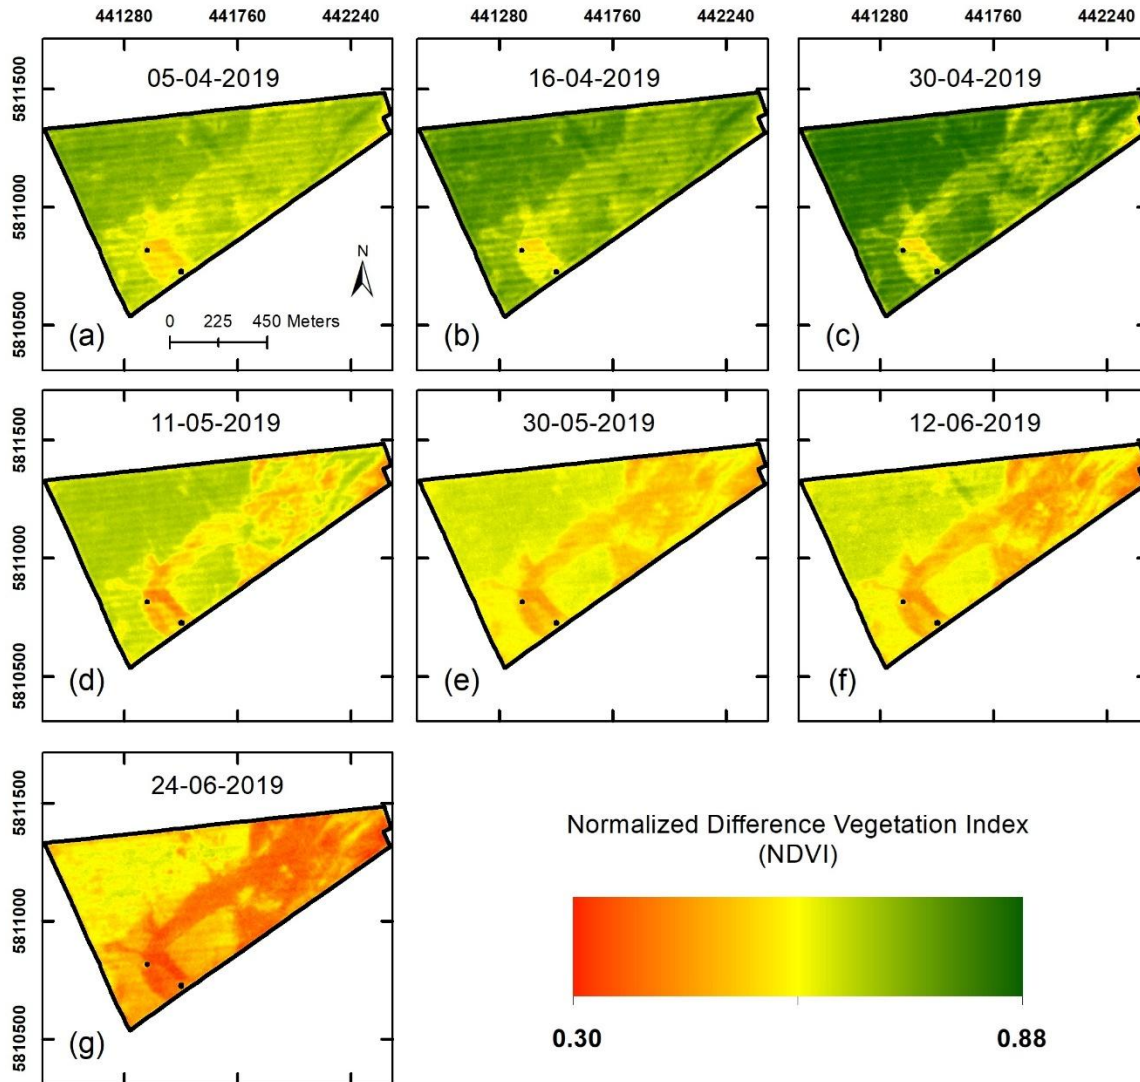 441280 441760 442240 441280 441760 442240 441280 441760 442240
5811500
5811000
5810500
05-04-2019
N
0 225 450 Meters
(a)
16-04-2019
(b)
30-04-2019
(c)
5811500
5811000
5810500
11-05-2019
(d)
30-05-2019
(e)
12-06-2019
(f)
5811500
5811000
5810500
24-06-2019
(g)
Normalized Difference Vegetation Index
(NDVI)
0.30 0.88